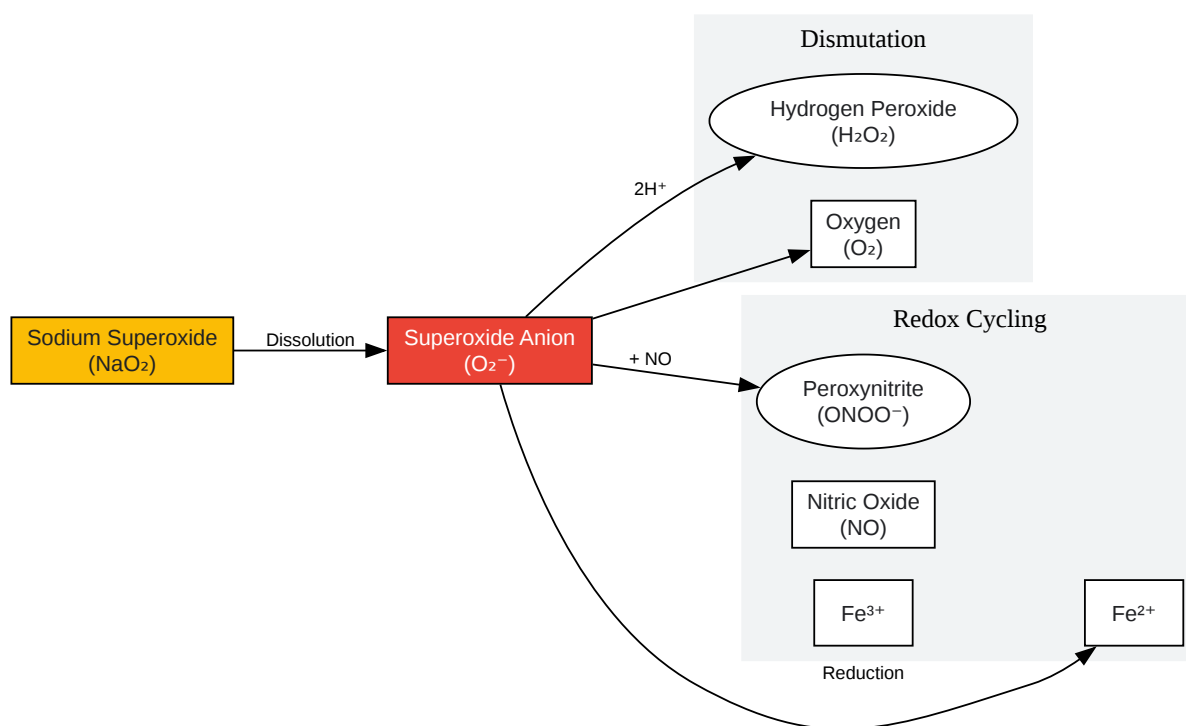 Dismutation
Hydrogen Peroxide
(H₂O₂)
2H⁺
Oxygen
(O₂)
Sodium Superoxide
(NaO₂)
Dissolution
Superoxide Anion
(O₂⁻)
+ NO
Redox Cycling
Peroxynitrite
(ONOO⁻)
Nitric Oxide
(NO)
Fe³⁺
Fe²⁺
Reduction